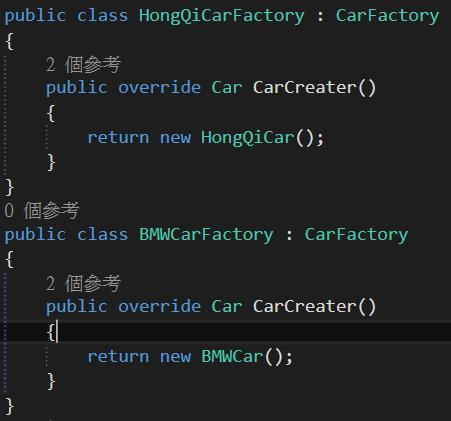 public class HongQiCarFactory : CarFactory
{
2 個參考
public override Car CarCreater()
{
return new HongQiCar();
}
}
0 個參考
public class BMWCarFactory : CarFactory
{
2 個參考
public override Car CarCreater()
{
return new BMWCar();
}
}